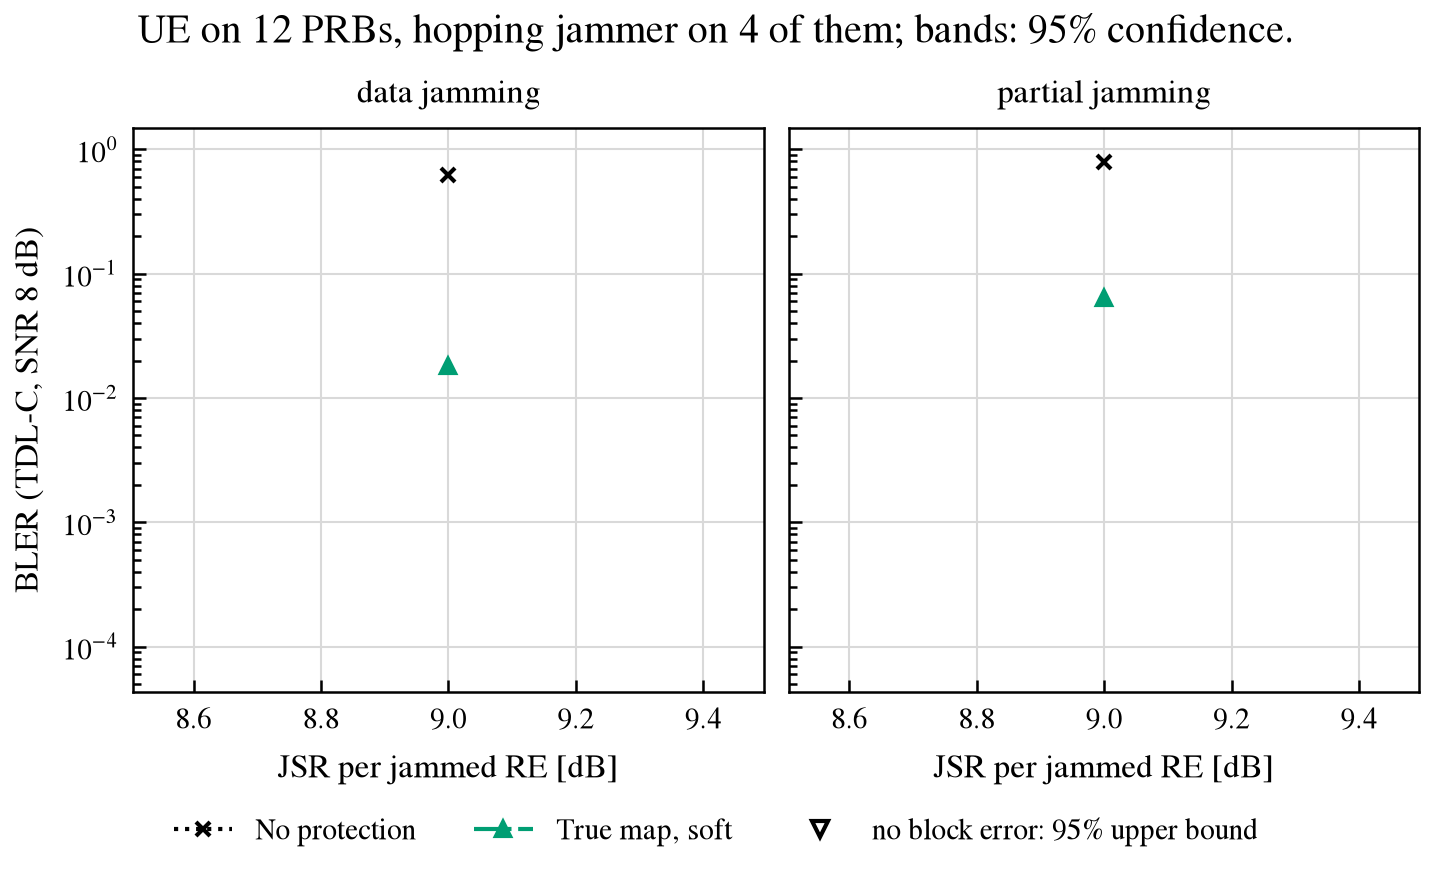 UE on 12 PRBs, hopping jammer on 4 of them; bands: 95% confidence.
data jamming
partial jamming
BLER (TDL-C, SNR 8 dB)
10⁰
10⁻¹
10⁻²
10⁻³
10⁻⁴
8.6 8.8 9.0 9.2 9.4
8.6 8.8 9.0 9.2 9.4
JSR per jammed RE [dB]
JSR per jammed RE [dB]
No protection
True map, soft
no block error: 95% upper bound